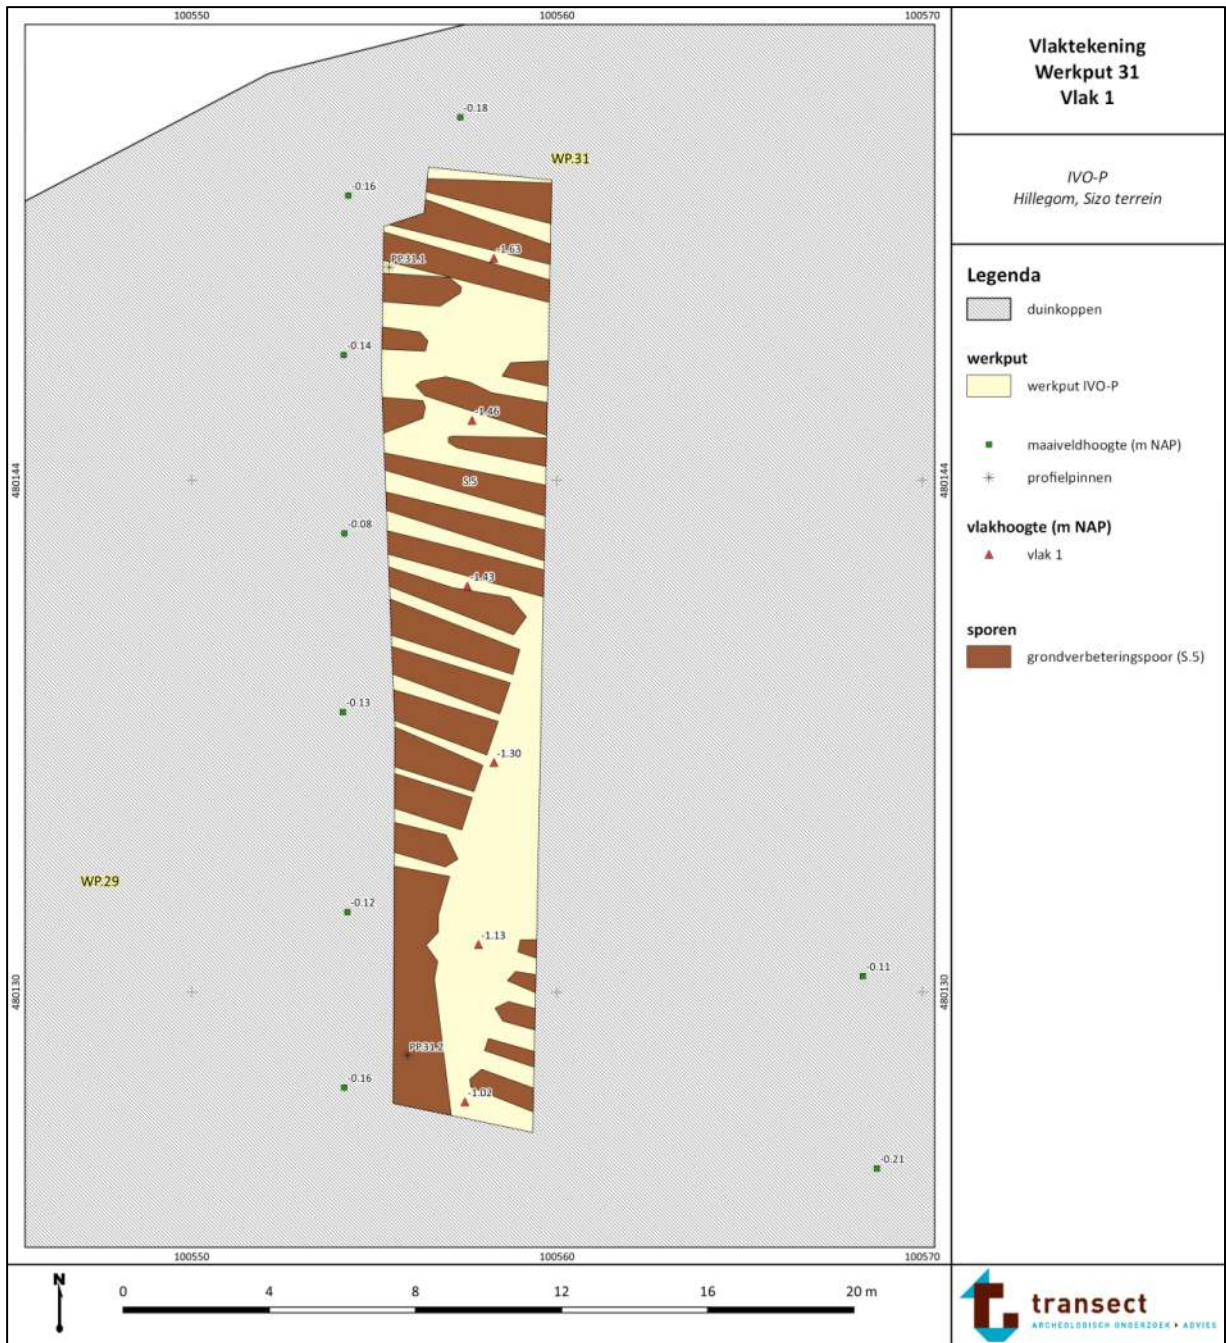 100550
100560
100570
-0.18
WP.31
-0.16
-1.63
PP.31.1
-0.14
-1.46
480144
S.5
480144
-0.08
-1.43
-0.13
-1.30
WP.29
-0.12
-1.13
-0.11
480130
480130
PP.31.2
-0.16
-1.02
-0.21
100550
100560
100570
Vlaktekening
Werkput 31
Vlak 1
IVO-P
Hillegom, Sizo terrein
Legenda
duinkoppen
werkput
werkput IVO-P
maaiveldhoogte (m NAP)
profielpinnen
vlakhoogte (m NAP)
vlak 1
sporen
grondverbeteringspoor (S.5)
N
0 4 8 12 16 20 m
transect
ARCHEOLOGISCH ONDERZOEK ▸ ADVIES